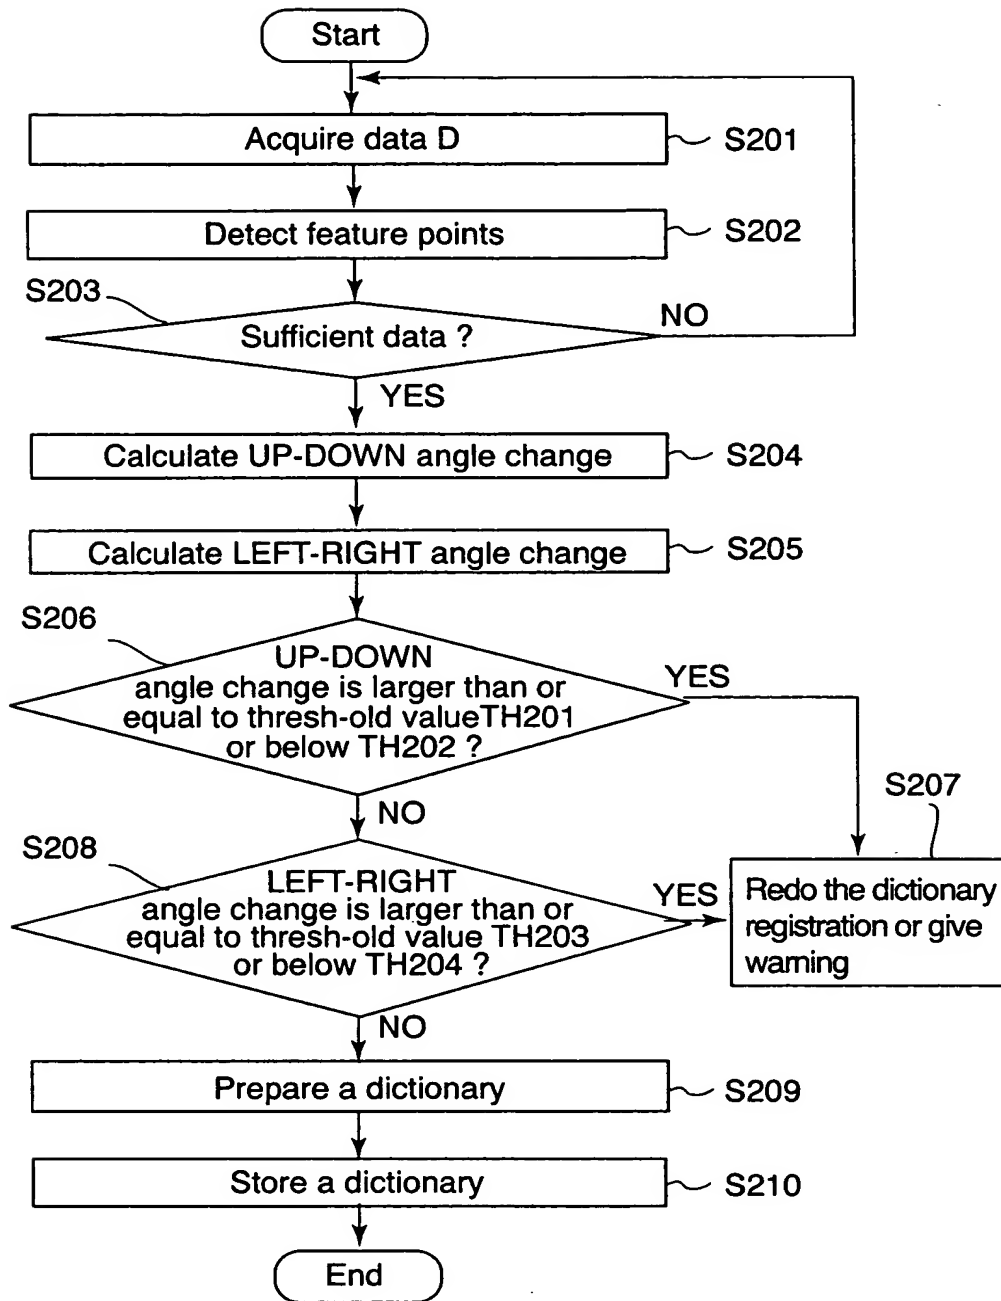 Start
Acquire data D
S201
Detect feature points
S202
S203
Sufficient data ?
NO
YES
Calculate UP-DOWN angle change
S204
Calculate LEFT-RIGHT angle change
S205
S206
UP-DOWN
angle change is larger than or
equal to thresh-old valueTH201
or below TH202 ?
YES
NO
S207
Redo the dictionary
registration or give
warning
S208
LEFT-RIGHT
angle change is larger than or
equal to thresh-old value TH203
or below TH204 ?
YES
NO
Prepare a dictionary
S209
Store a dictionary
S210
End